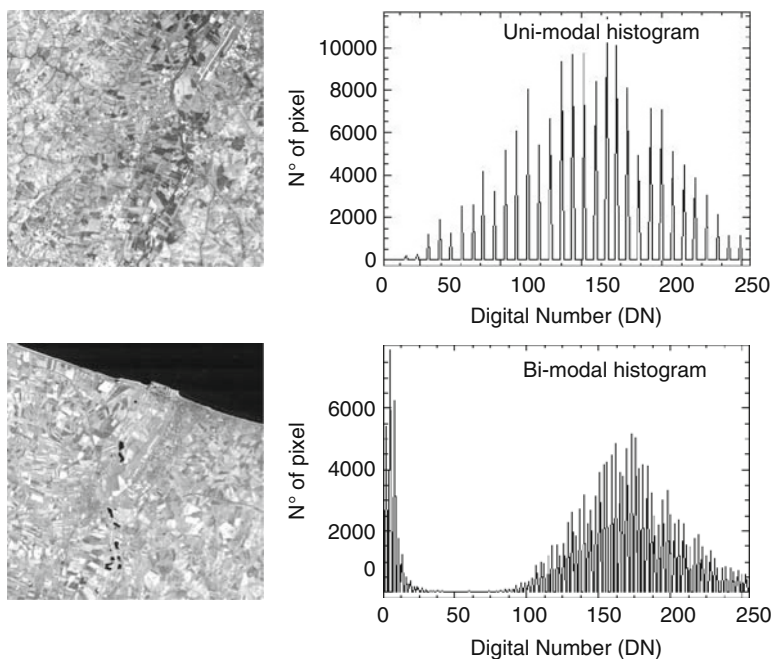 Uni-modal histogram
N° of pixel
10000
8000
6000
4000
2000
0
0 50 100 150 200 250
Digital Number (DN)
Bi-modal histogram
N° of pixel
6000
4000
2000
0
0 50 100 150 200 250
Digital Number (DN)